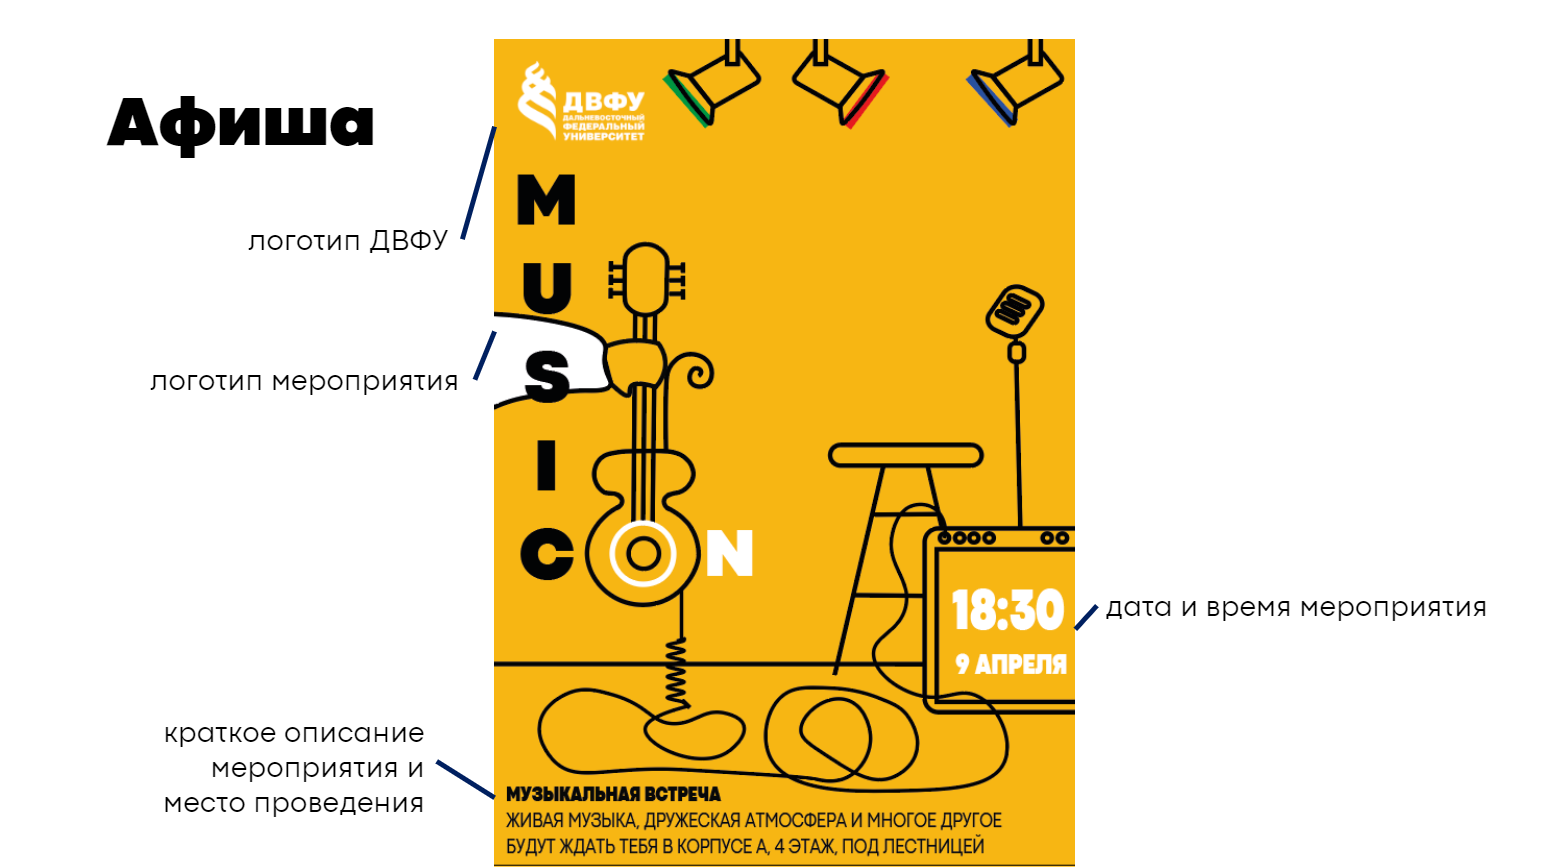 Афиша
логотип ДВФУ
логотип мероприятия
краткое описание
мероприятия и
место проведения
ДВФУ
ДАЛЬНЕВОСТОЧНЫЙ
ФЕДЕРАЛЬНЫЙ
УНИВЕРСИТЕТ
M
U
S
I
C O N
18:30
9 АПРЕЛЯ
МУЗЫКАЛЬНАЯ ВСТРЕЧА
ЖИВАЯ МУЗЫКА, ДРУЖЕСКАЯ АТМОСФЕРА И МНОГОЕ ДРУГОЕ
БУДУТ ЖДАТЬ ТЕБЯ В КОРПУСЕ А, 4 ЭТАЖ, ПОД ЛЕСТНИЦЕЙ
дата и время мероприятия